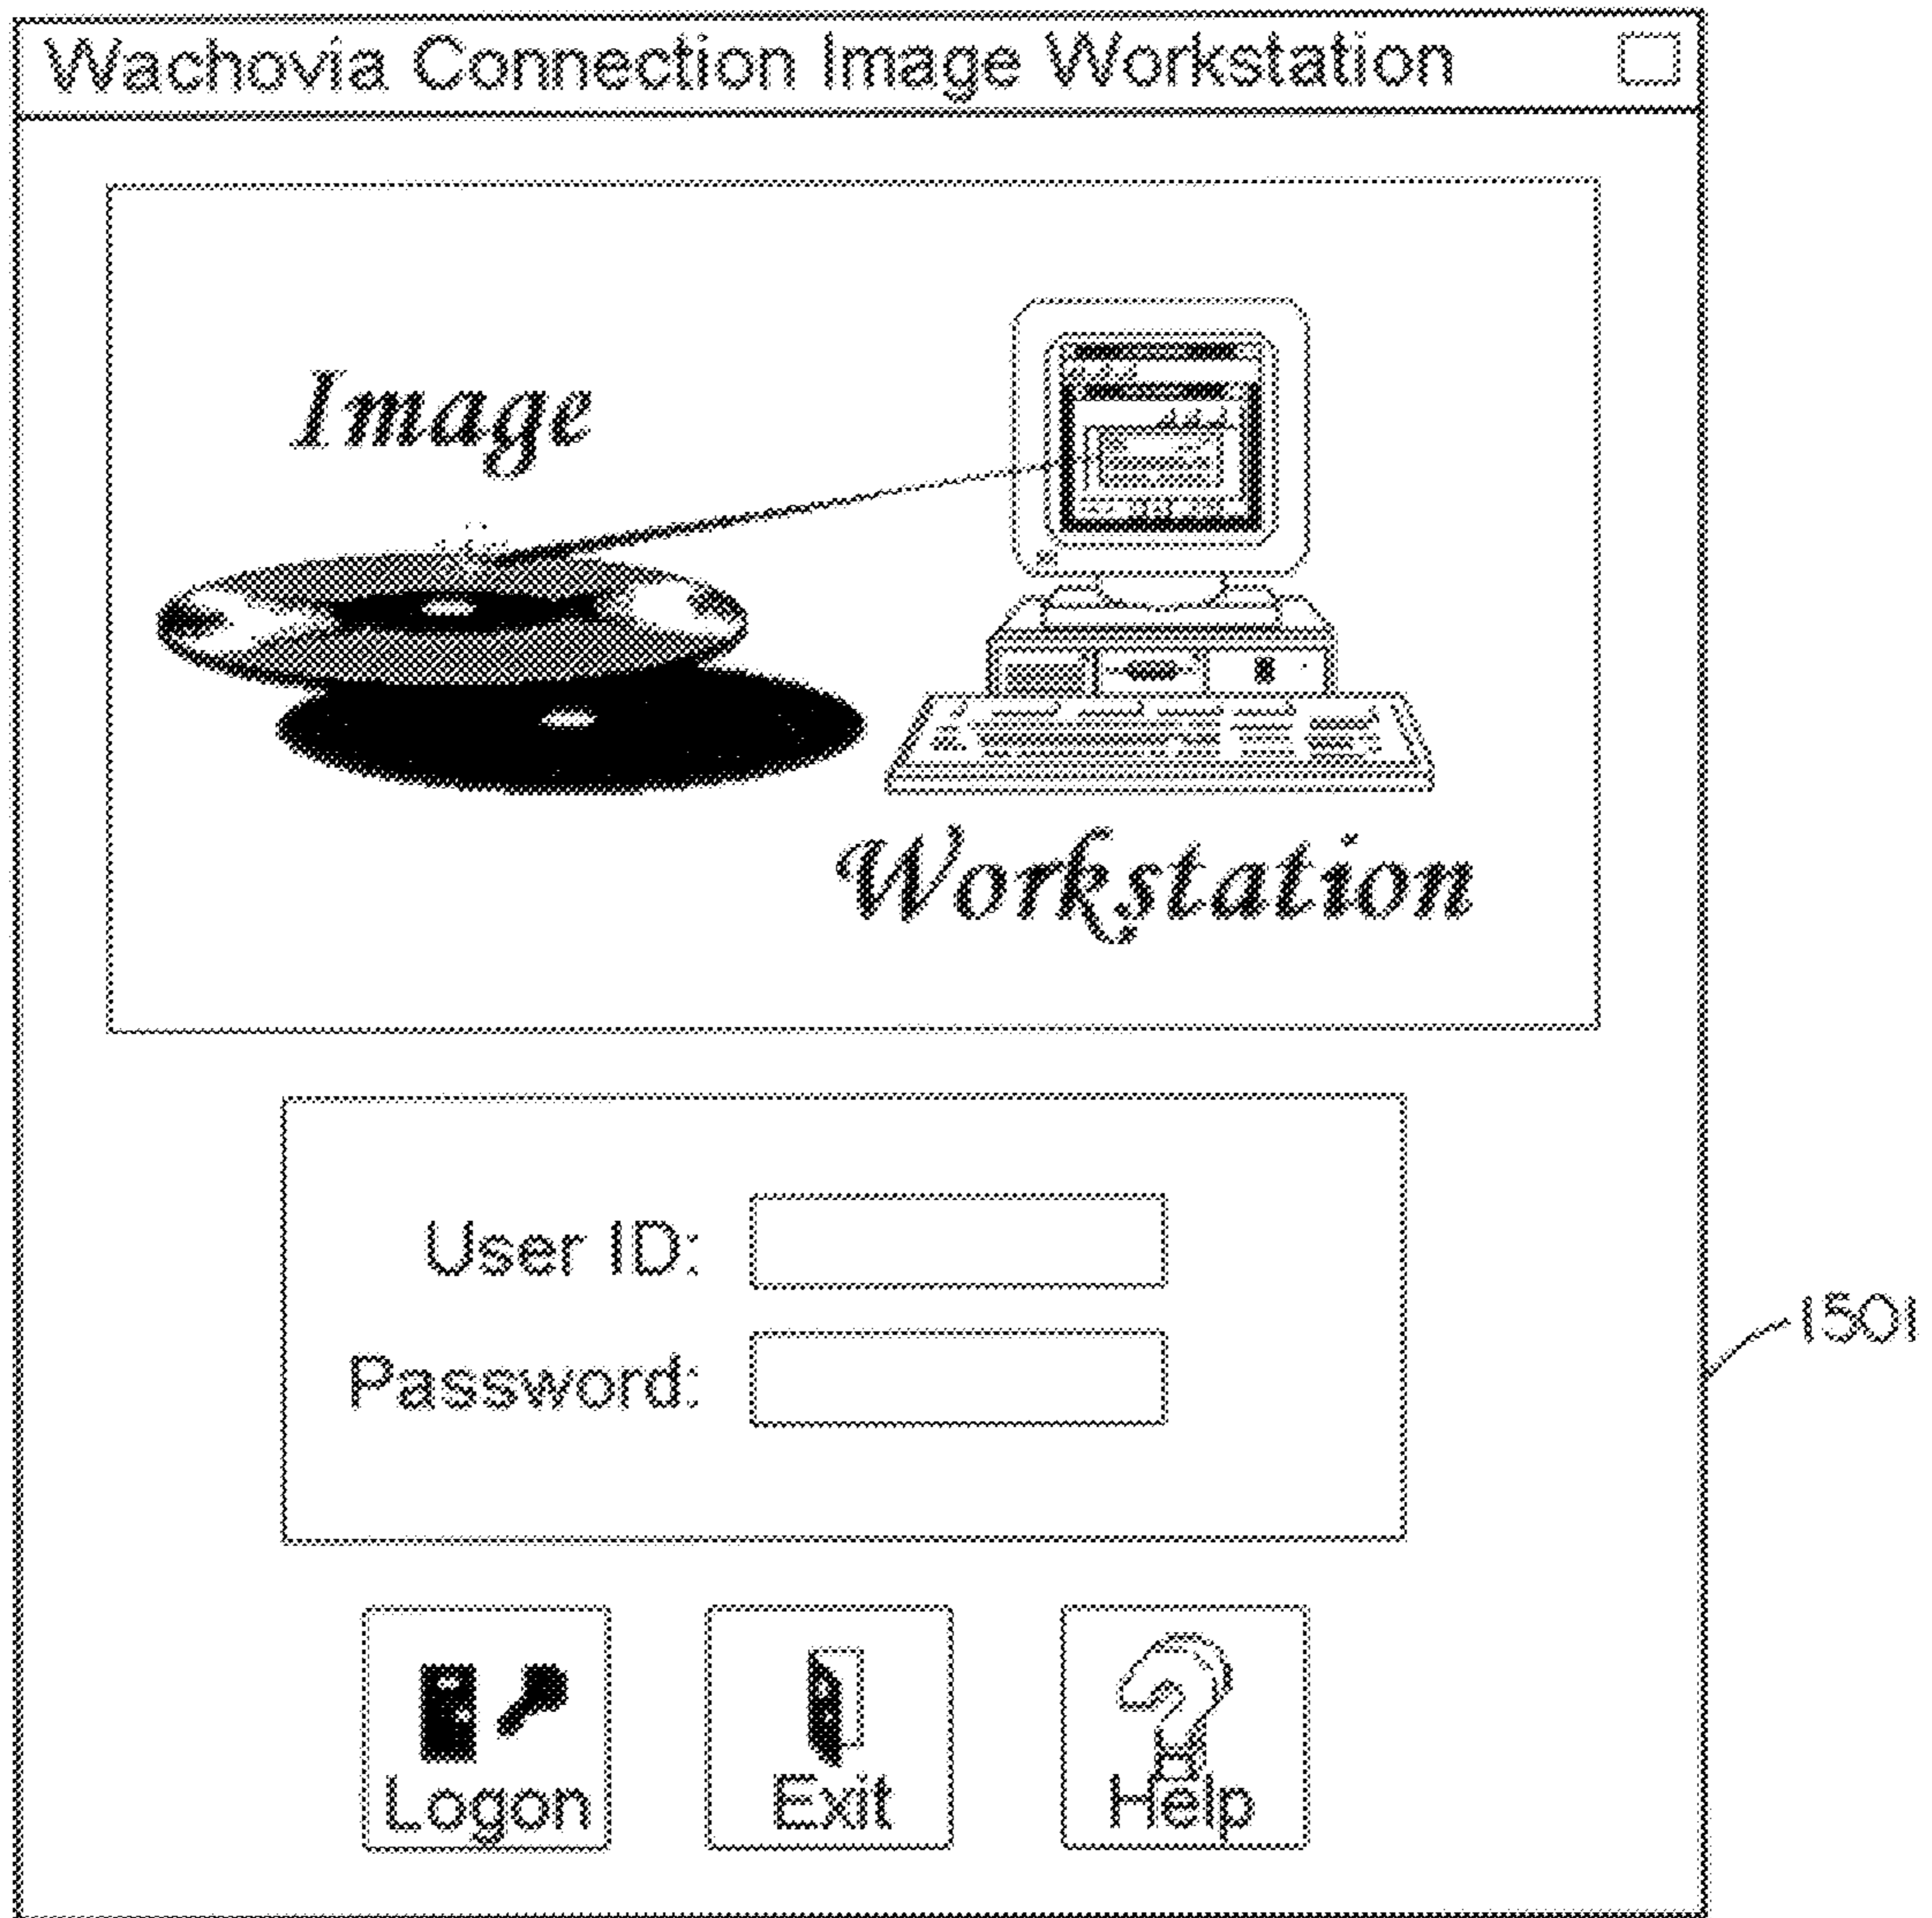 Wachovia Connection Image Workstation
Image
Workstation
User ID:
Password:
1501
Logon
Exit
Help